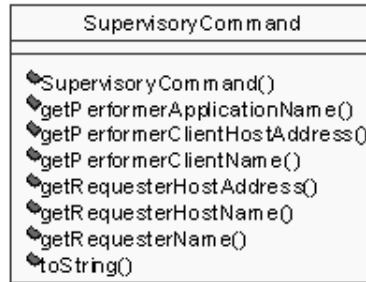 SupervisoryCommand
SupervisoryCommand()
getPerformerApplicationName()
getPerformerClientHostAddress()
getPerformerClientName()
getRequesterHostAddress()
getRequesterHostName()
getRequesterName()
toString()